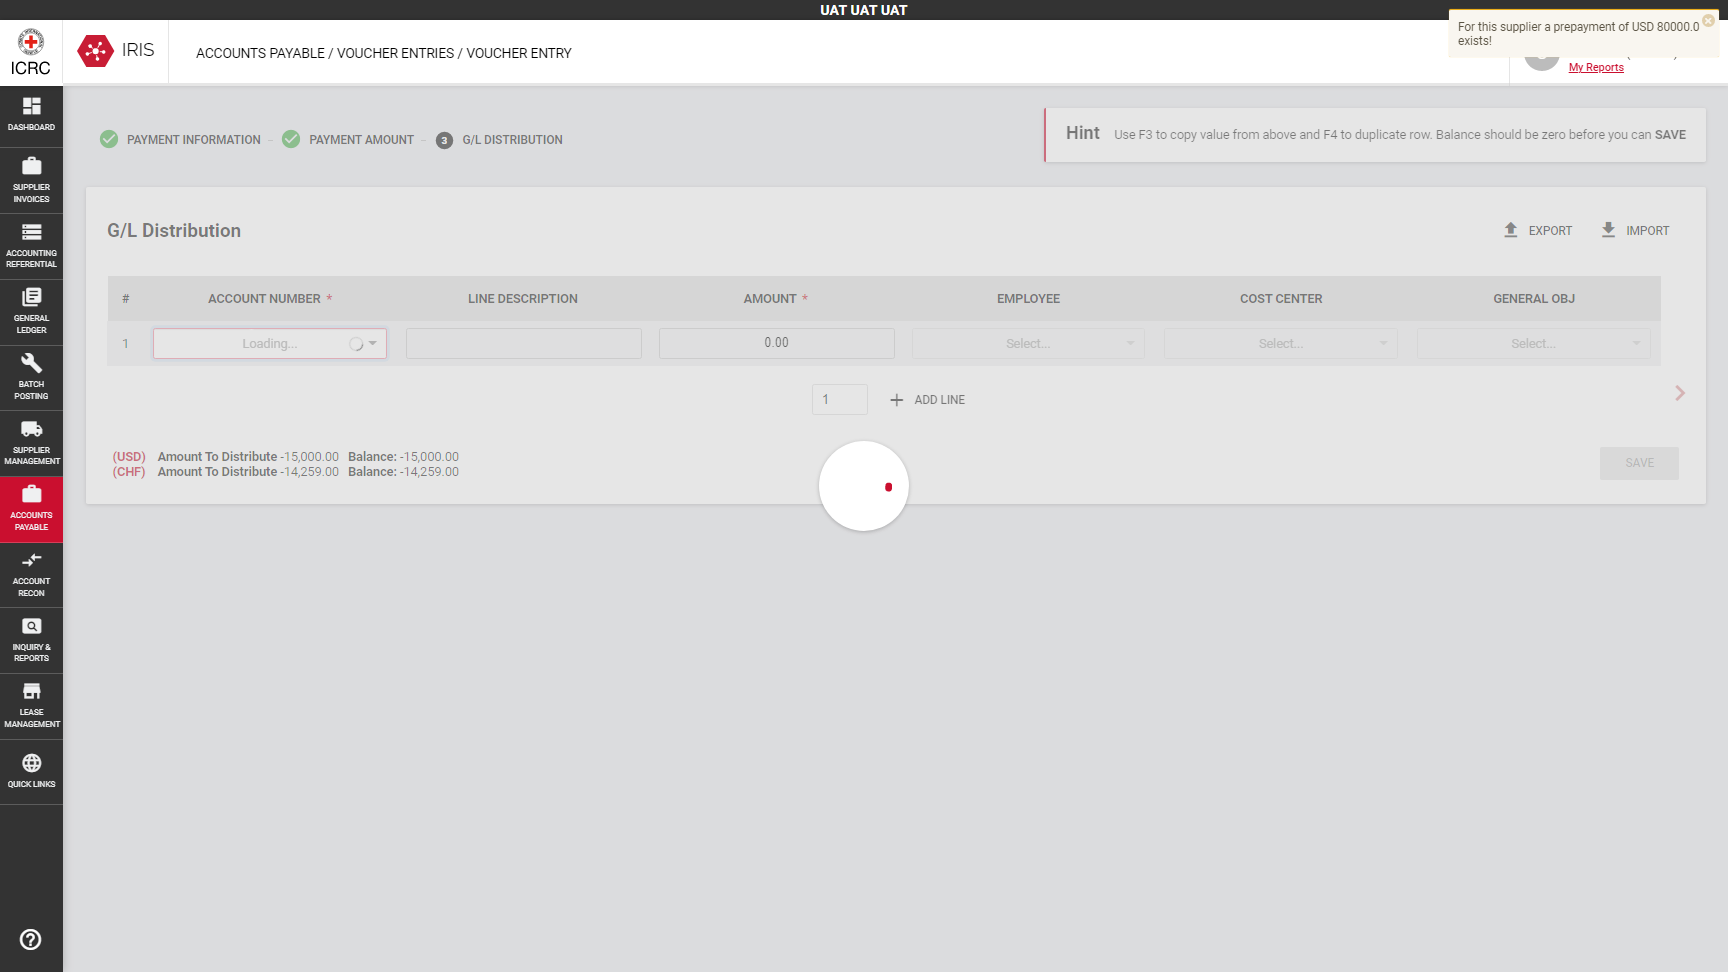 UAT UAT UAT
For this supplier a prepayment of USD 80000.0
exists!
ICRC
IRIS
ACCOUNTS PAYABLE / VOUCHER ENTRIES / VOUCHER ENTRY
My Reports
DASHBOARD
SUPPLIER
INVOICES
ACCOUNTING
REFERENTIAL
GENERAL
LEDGER
BATCH
POSTING
SUPPLIER
MANAGEMENT
ACCOUNTS
PAYABLE
ACCOUNT
RECON
INQUIRY &
REPORTS
LEASE
MANAGEMENT
QUICK LINKS
PAYMENT INFORMATION
PAYMENT AMOUNT
3 G/L DISTRIBUTION
Hint Use F3 to copy value from above and F4 to duplicate row. Balance should be zero before you can SAVE
G/L Distribution
EXPORT
IMPORT
# ACCOUNT NUMBER * LINE DESCRIPTION AMOUNT * EMPLOYEE COST CENTER GENERAL OBJ
1 Loading... 0.00 Select... Select... Select...
1 ADD LINE
(USD) Amount To Distribute -15,000.00 Balance: -15,000.00
(CHF) Amount To Distribute -14,259.00 Balance: -14,259.00
SAVE